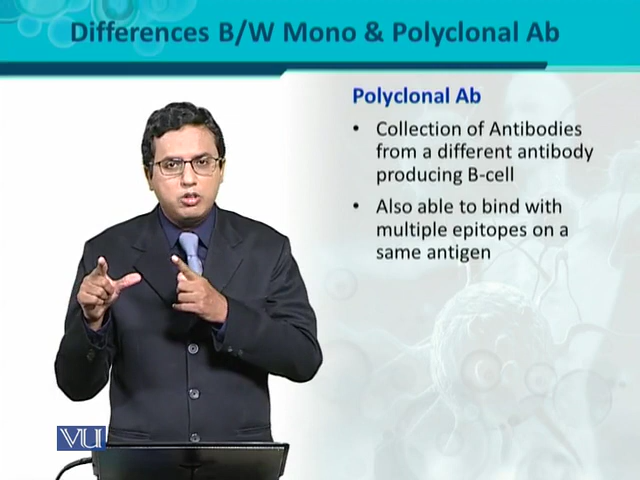 Differences B/W Mono & Polyclonal Ab
Polyclonal Ab
• Collection of Antibodies
from a different antibody
producing B-cell
• Also able to bind with
multiple epitopes on a
same antigen
VU